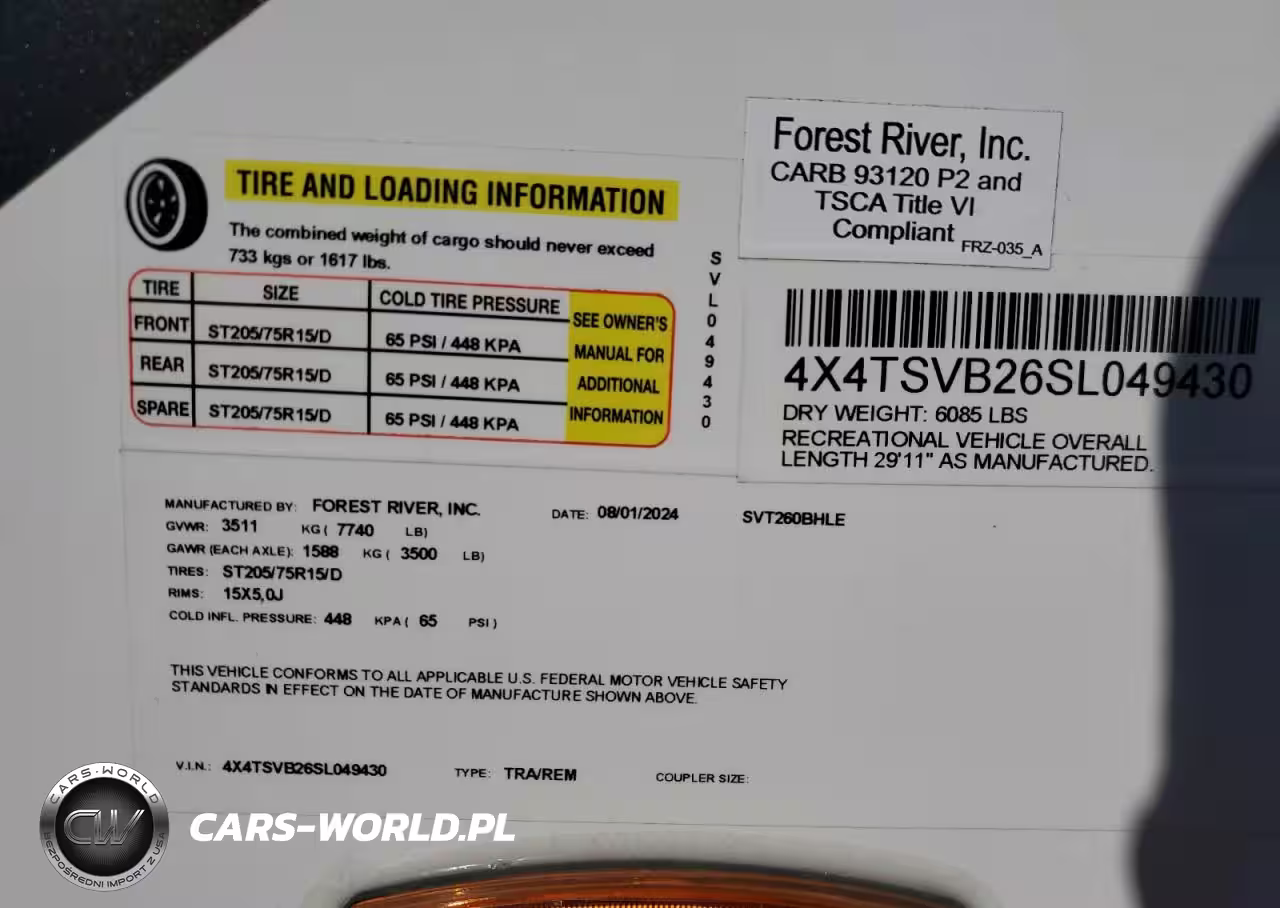 TIRE AND LOADING INFORMATION
The combined weight of cargo should never exceed
733 kgs or 1617 lbs.
TIRE SIZE COLD TIRE PRESSURE SEE OWNER'S
FRONT ST205/75R15/D 65 PSI / 448 KPA MANUAL FOR
REAR ST205/75R15/D 65 PSI / 448 KPA ADDITIONAL
SPARE ST205/75R15/D 65 PSI / 448 KPA INFORMATION
SVL049430
Forest River, Inc.
CARB 93120 P2 and
TSCA Title VI
Compliant FRZ-035_A
4X4TSVB26SL049430
DRY WEIGHT: 6085 LBS
RECREATIONAL VEHICLE OVERALL
LENGTH 29'11" AS MANUFACTURED.
MANUFACTURED BY: FOREST RIVER, INC. DATE: 08/01/2024 SVT260BHLE
GVWR: 3511 KG ( 7740 LB)
GAWR (EACH AXLE): 1588 KG ( 3500 LB)
TIRES: ST205/75R15/D
RIMS: 15X5,0J
COLD INFL. PRESSURE: 448 KPA ( 65 PSI )
THIS VEHICLE CONFORMS TO ALL APPLICABLE U.S. FEDERAL MOTOR VEHICLE SAFETY
STANDARDS IN EFFECT ON THE DATE OF MANUFACTURE SHOWN ABOVE.
V.I.N.: 4X4TSVB26SL049430 TYPE: TRA/REM COUPLER SIZE:
CARS-WORLD
CW
BEZPOŚREDNI IMPORT Z USA
CARS-WORLD.PL